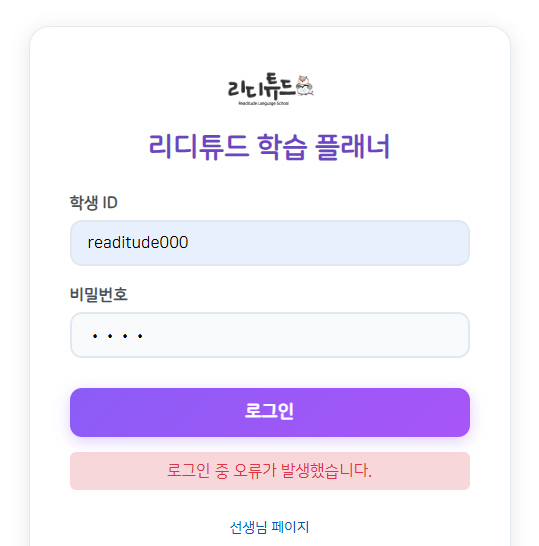 리디튜드
Readitude Language School
리디튜드 학습 플래너
학생 ID
readitude000
비밀번호
••••
로그인
로그인 중 오류가 발생했습니다.
선생님 페이지